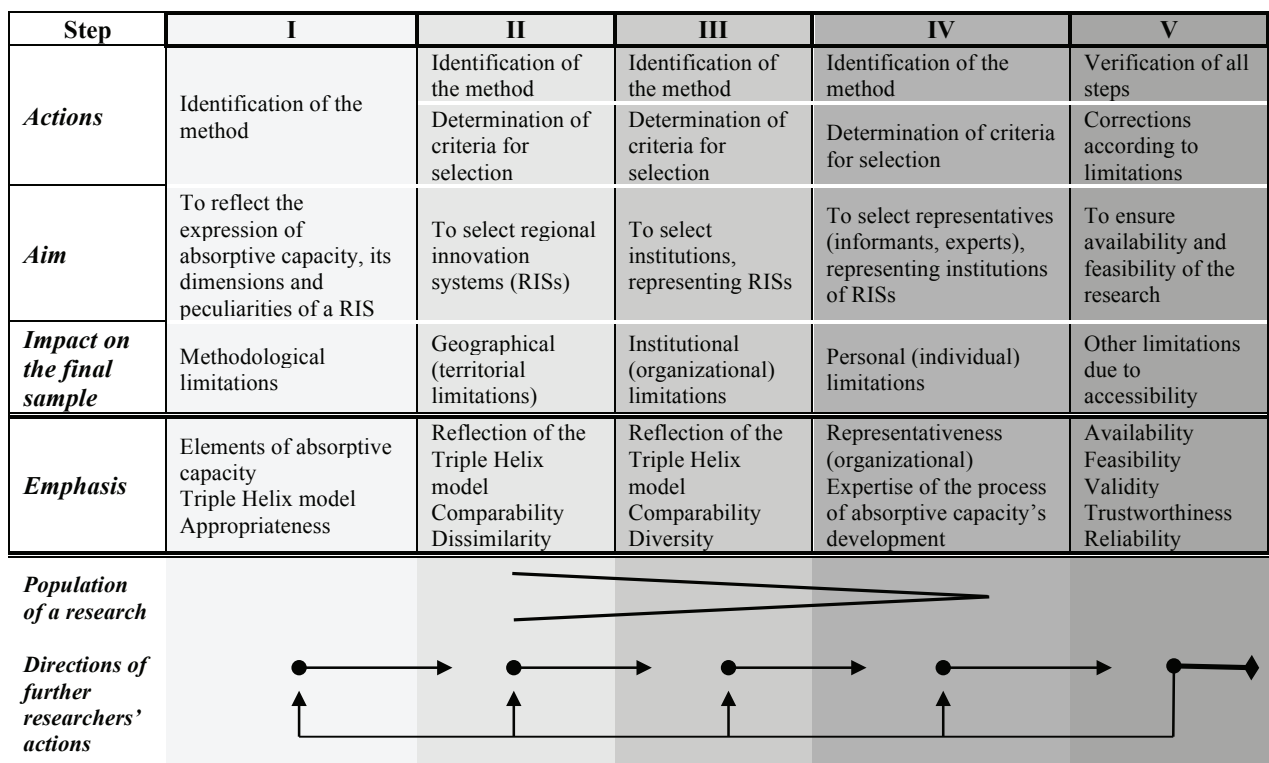 Step
I
II
III
IV
V
Actions
Identification of the
method
Identification of
the method
Identification of
the method
Identification of the
method
Verification of all
steps
Determination of
criteria for
selection
Determination of
criteria for
selection
Determination of criteria
for selection
Corrections
according to
limitations
Aim
To reflect the
expression of
absorptive capacity, its
dimensions and
peculiarities of a RIS
To select regional
innovation
systems (RISs)
To select
institutions,
representing RISs
To select representatives
(informants, experts),
representing institutions
of RISs
To ensure
availability and
feasibility of the
research
Impact on
the final
sample
Methodological
limitations
Geographical
(territorial
limitations)
Institutional
(organizational)
limitations
Personal (individual)
limitations
Other limitations
due to
accessibility
Emphasis
Elements of absorptive
capacity
Triple Helix model
Appropriateness
Reflection of the
Triple Helix
model
Comparability
Dissimilarity
Reflection of the
Triple Helix
model
Comparability
Diversity
Representativeness
(organizational)
Expertise of the process
of absorptive capacity's
development
Availability
Feasibility
Validity
Trustworthiness
Reliability
Population
of a research
Directions of
further
researchers'
actions